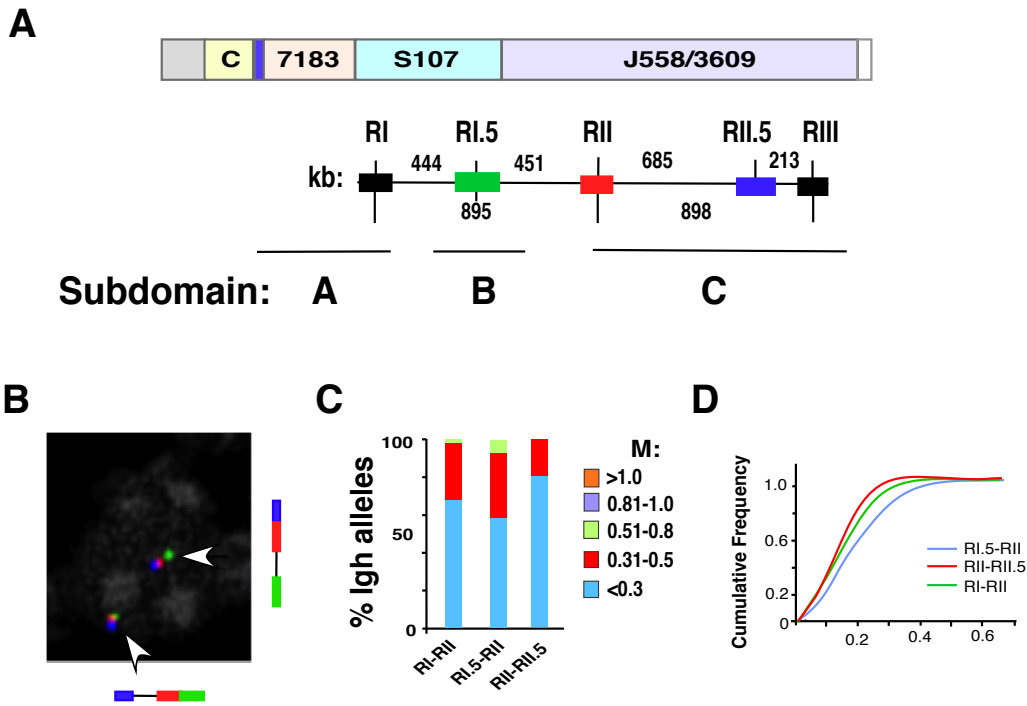 A
C 7183 S107 J558/3609
RI RI.5 RII RII.5 RIII
kb: 444 451 685 213
895 898
Subdomain: A B C
B
C
% Igh alleles
100
50
0
RI-RII RI.5-RII RII-RII.5
M:
>1.0
0.81-1.0
0.51-0.8
0.31-0.5
<0.3
D
Cumulative Frequency
1.0
0.6
0.2
0
0.2 0.4 0.6
RI.5-RII
RII-RII.5
RI-RII